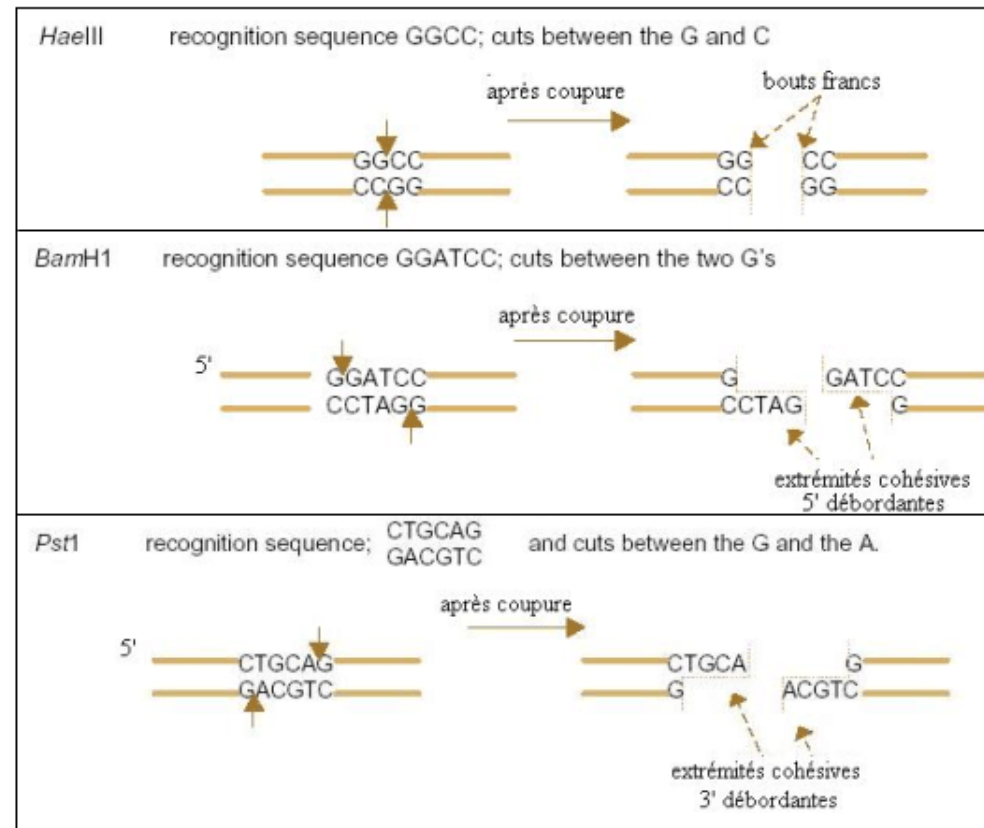 HaeIII recognition sequence GGCC; cuts between the G and C
après coupure
bouts francs
GGCC
CCGG
GG CC
CC GG
BamH1 recognition sequence GGATCC; cuts between the two G's
après coupure
5'
GGATCC
CCTAGG
G GATCC
CCTAG G
extrémités cohésives
5' débordantes
Pst1 recognition sequence; CTGCAG and cuts between the G and the A.
GACGTC
après coupure
5'
CTGCAG
GACGTC
CTGCA G
G ACGTC
extrémités cohésives
3' débordantes